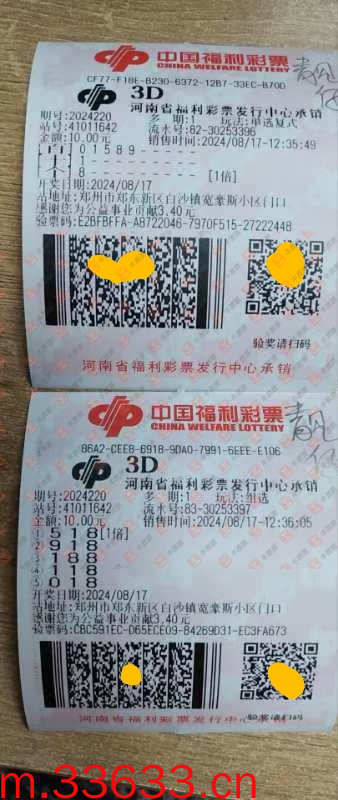 中国福利彩票
CHINA WELFARE LOTTERY
CF77-F18E-B230-6372-12B7-33EC-B70D
3D
河南省福利彩票发行中心承销
期号:2024220 多 期:1 玩法:单选复式
站号:41011642 流水号:62-30253396
金额:10.00元 销售时间:2024/08/17-12:35:49
百 01589-----
十 1---------
个 8--------- [1倍]
开奖日期:2024/08/17
站地址:郑州市郑东新区白沙镇宽豪斯小区门口
感谢您为公益事业贡献3.40元
验票码:E2BFBFFA-A8722046-7970F515-27222448
验奖请扫码
河南省福利彩票发行中心承销
中国福利彩票
CHINA WELFARE LOTTERY
86A2-CEEB-6918-9DA0-7991-6EEE-E106
3D
河南省福利彩票发行中心承销
期号:2024220 多 期:1 玩法:组选
站号:41011642 流水号:83-30253397
金额:10.00元 销售时间:2024/08/17-12:36:05
1 518[1倍]
2 918
3 188
4 118
5 018
开奖日期:2024/08/17
站地址:郑州市郑东新区白沙镇宽豪斯小区门口
感谢您为公益事业贡献3.40元
验票码:CBC591EC-065ECE09-84269D31-EC3FA673
验奖请扫码
河南省福利彩票发行中心承销
m.33633.cn